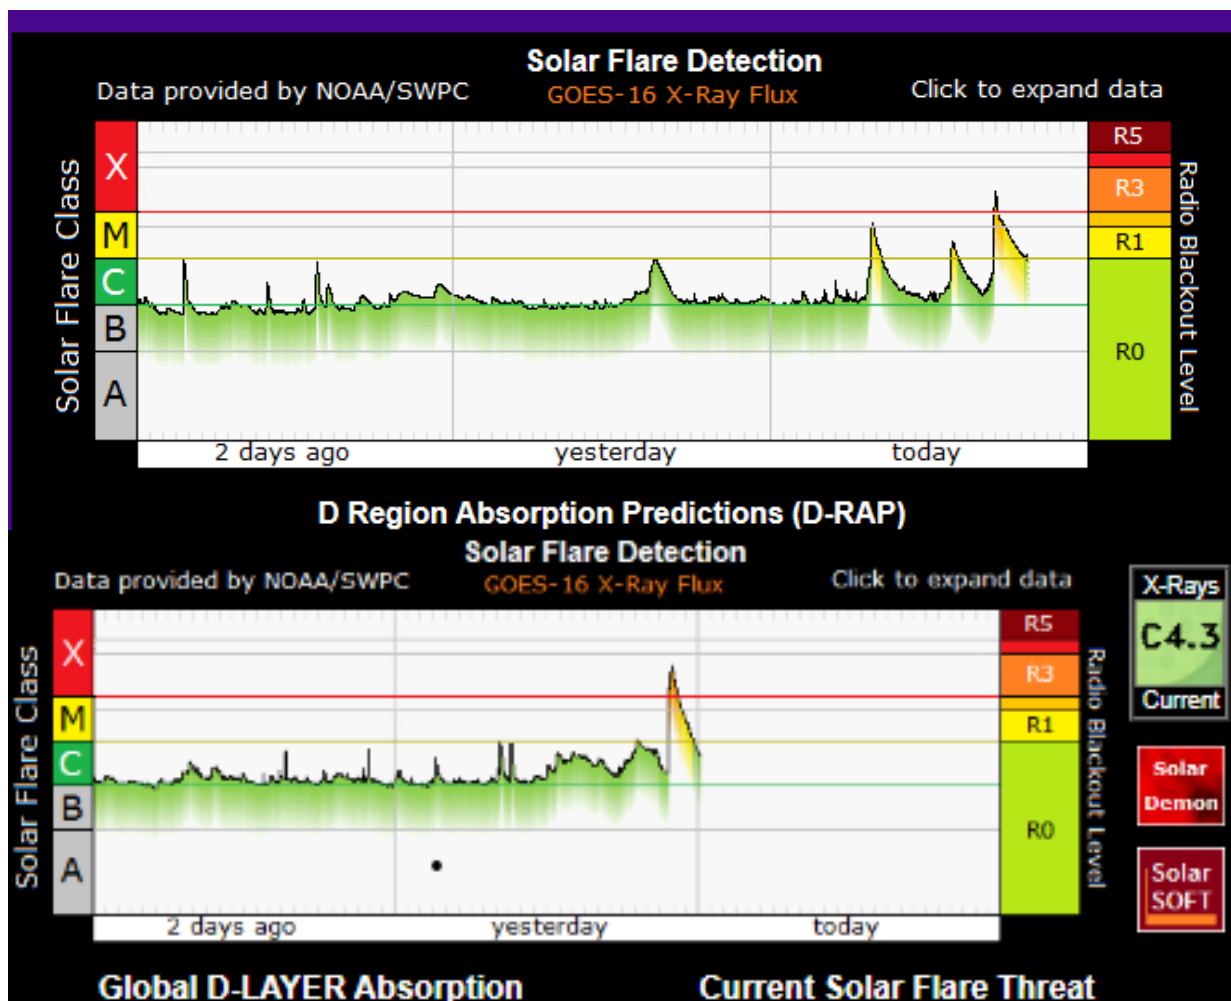 Solar Flare Detection
Data provided by NOAA/SWPC
GOES-16 X-Ray Flux
Click to expand data
Solar Flare Class
X
M
C
B
A
R5
R3
R1
R0
Radio Blackout Level
2 days ago
yesterday
today
D Region Absorption Predictions (D-RAP)
Solar Flare Detection
Data provided by NOAA/SWPC
GOES-16 X-Ray Flux
Click to expand data
Solar Flare Class
X
M
C
B
A
R5
R3
R1
R0
Radio Blackout Level
2 days ago
yesterday
today
X-Rays
C4.3
Current
Solar
Demon
Solar
SOFT
Global D-LAYER Absorption
Current Solar Flare Threat